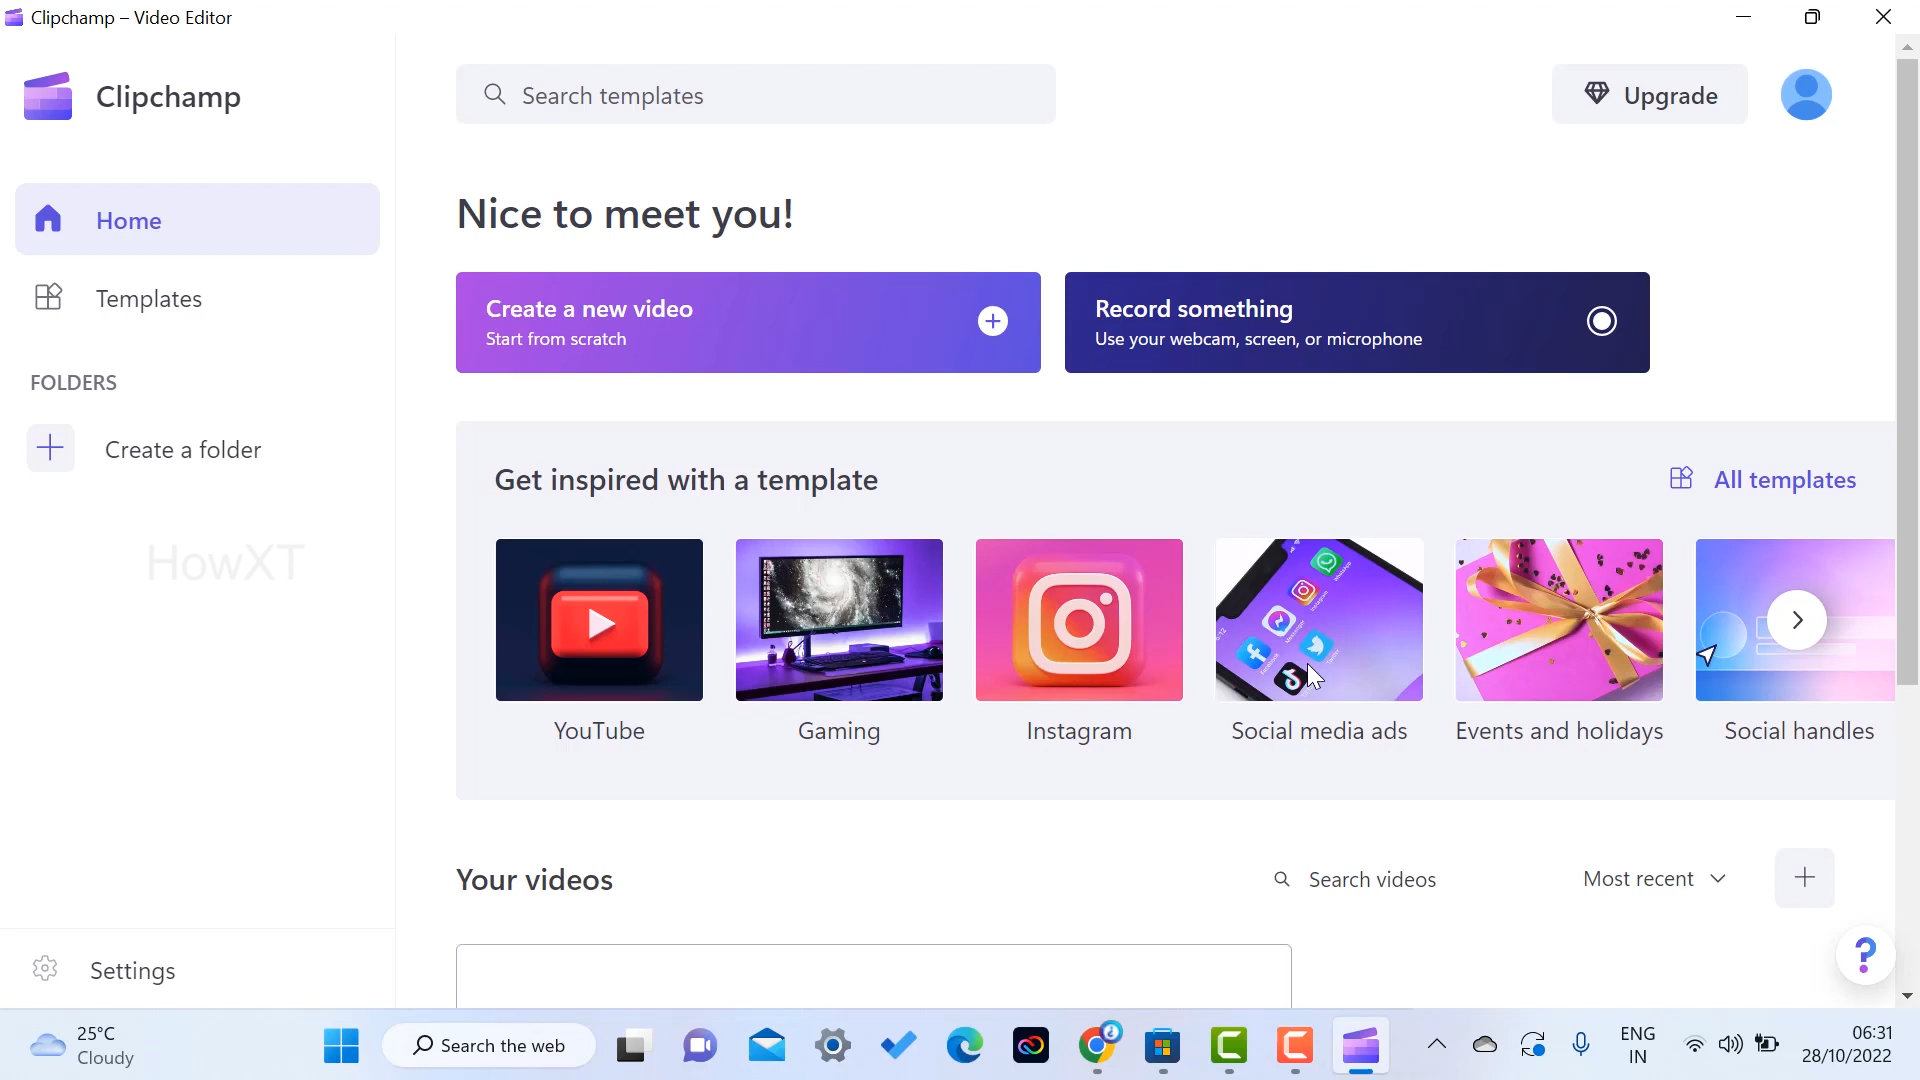 Clipchamp – Video Editor
Clipchamp
Search templates
Upgrade
Home
Templates
FOLDERS
Create a folder
HowXT
Settings
Nice to meet you!
Create a new video
Start from scratch
Record something
Use your webcam, screen, or microphone
Get inspired with a template
All templates
YouTube
Gaming
Instagram
Social media ads
Events and holidays
Social handles
Your videos
Search videos
Most recent
25°C
Cloudy
Search the web
ENG
IN
06:31
28/10/2022